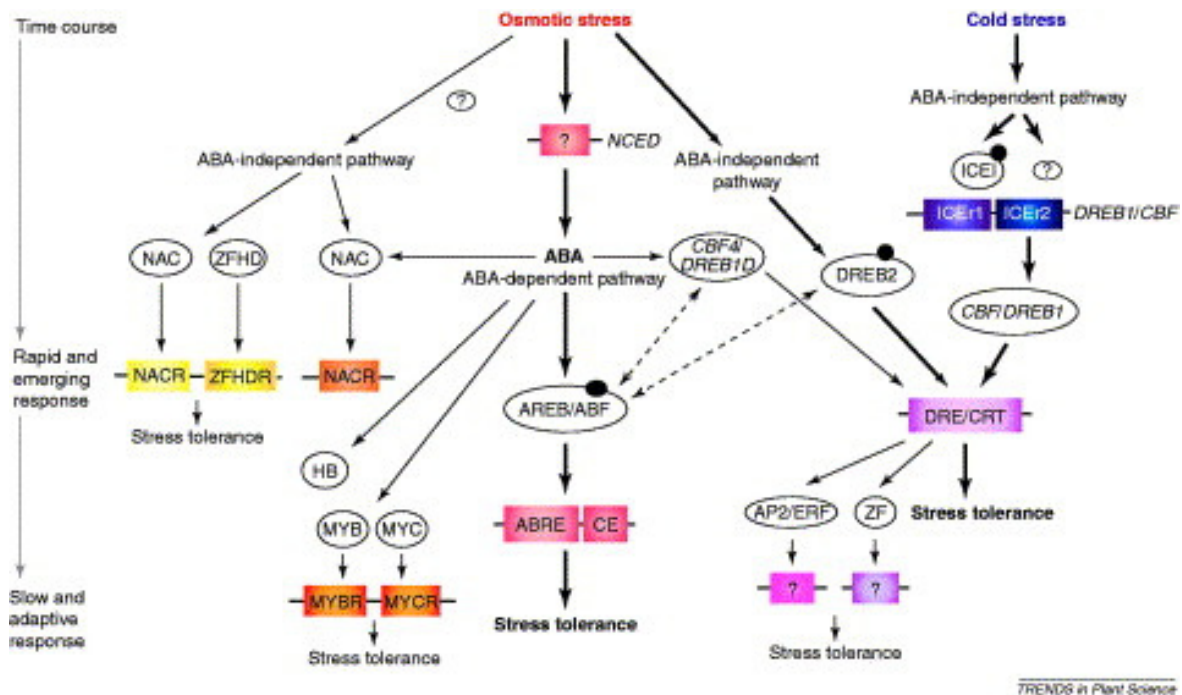 Time course
Osmotic stress
Cold stress
?
ABA-independent pathway
?
NCED
ABA-independent pathway
ABA-independent
pathway
ICEI
?
ICEr1
ICEr2
DREB1/CBF
NAC
ZFHD
NAC
ABA
ABA-dependent pathway
CBF4/
DREB1D
DREB2
CBF/DREB1
Rapid and
emerging
response
NACR
ZFHDR
NACR
AREB/ABF
DRE/CRT
Stress tolerance
HB
MYB
MYC
ABRE
CE
AP2/ERF
ZF
Stress tolerance
Slow and
adaptive
response
MYBR
MYCR
?
?
Stress tolerance
Stress tolerance
Stress tolerance
TRENDS in Plant Science